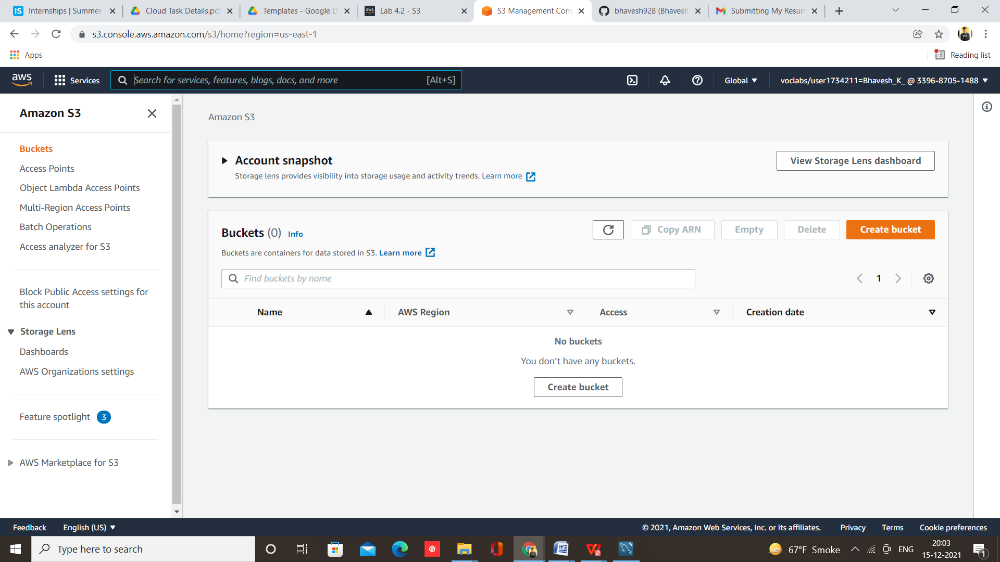 Internships | Summer
Cloud Task Details.pdf
Templates - Google D
aws Lab 4.2 - S3
S3 Management Cons
bhavesh928 (Bhavesh
Submitting My Resum
s3.console.aws.amazon.com/s3/home?region=us-east-1
Apps
Reading list
aws
Services
Search for services, features, blogs, docs, and more
[Alt+S]
Global
voclabs/user1734211=Bhavesh_K_ @ 3396-8705-1488
Amazon S3
Buckets
Access Points
Object Lambda Access Points
Multi-Region Access Points
Batch Operations
Access analyzer for S3
Block Public Access settings for
this account
Storage Lens
Dashboards
AWS Organizations settings
Feature spotlight 3
AWS Marketplace for S3
Amazon S3
Account snapshot
Storage lens provides visibility into storage usage and activity trends. Learn more
View Storage Lens dashboard
Buckets (0) Info
Copy ARN
Empty
Delete
Create bucket
Buckets are containers for data stored in S3. Learn more
Find buckets by name
1
Name
AWS Region
Access
Creation date
No buckets
You don’t have any buckets.
Create bucket
Feedback
English (US)
© 2021, Amazon Web Services, Inc. or its affiliates.
Privacy
Terms
Cookie preferences
Type here to search
67°F Smoke
ENG
20:03
15-12-2021
1